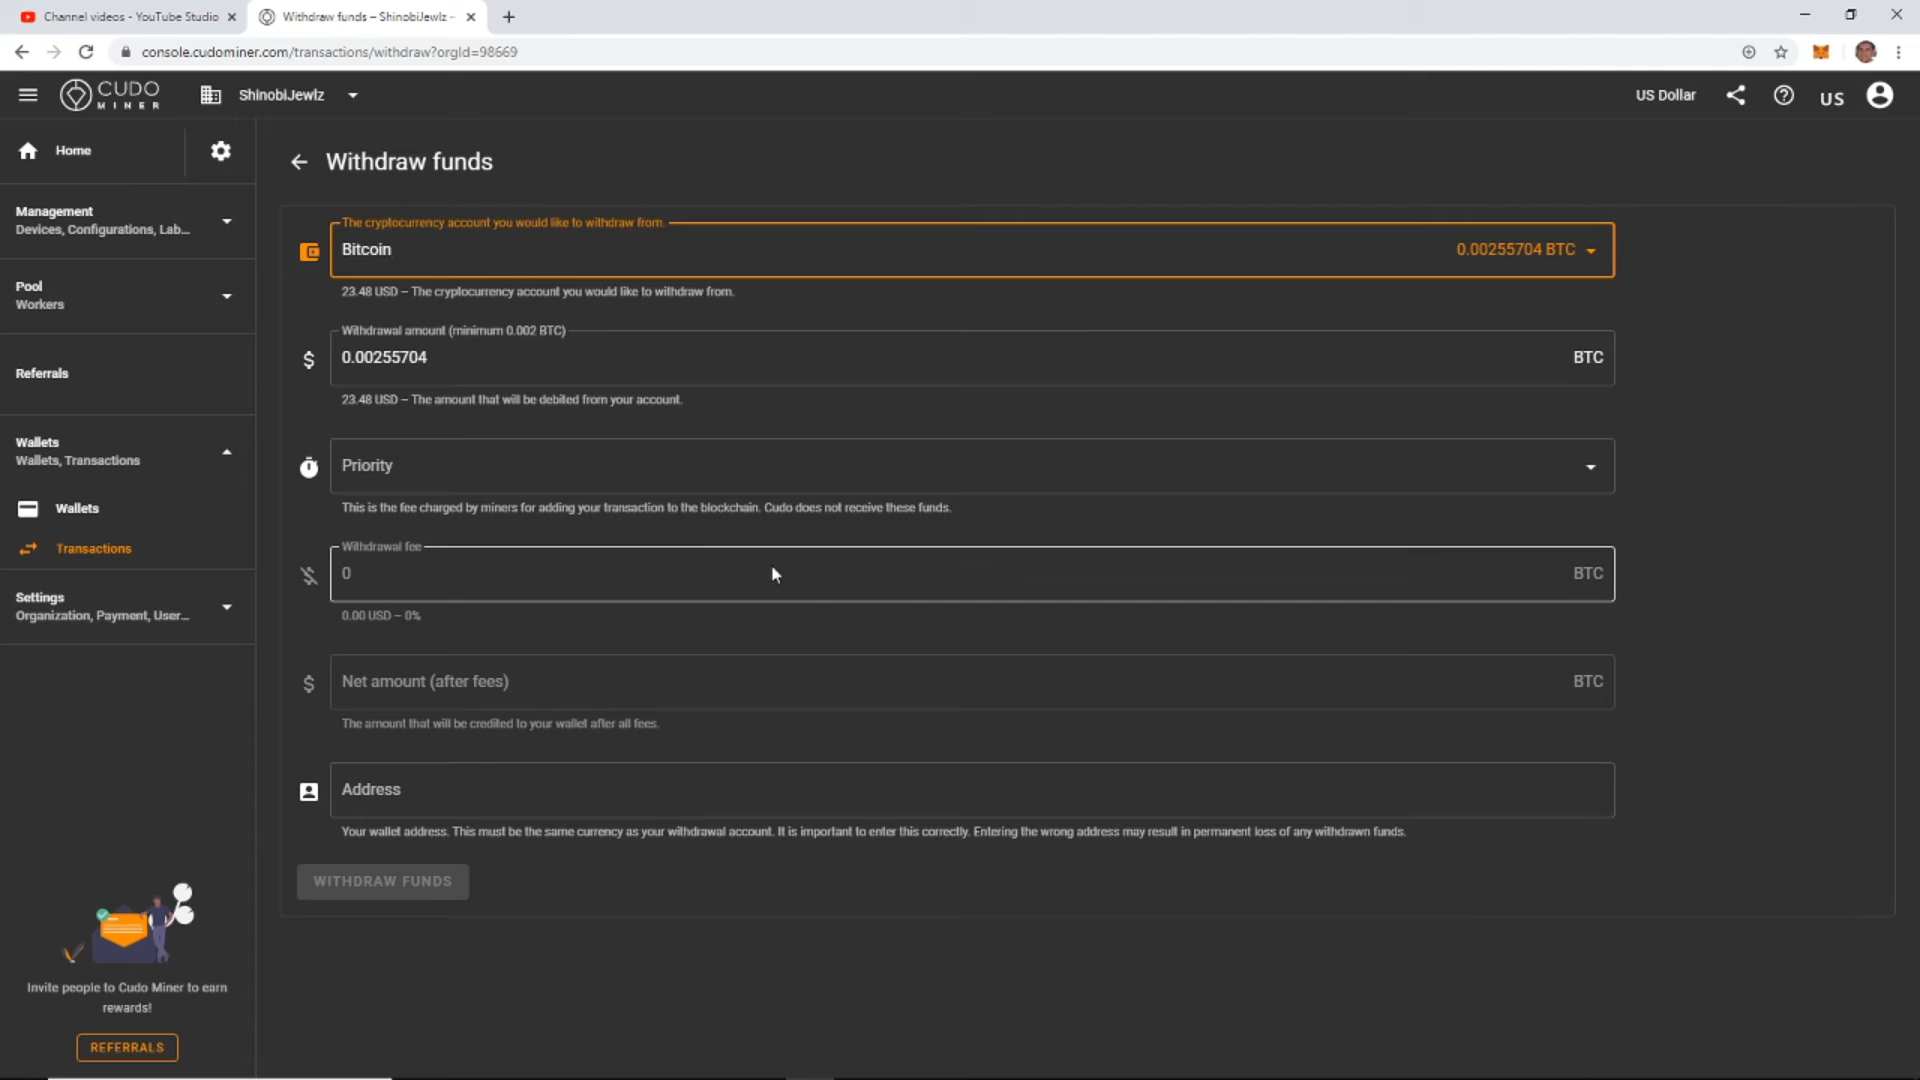 Channel videos - YouTube Studio
Withdraw funds – ShinobiJewlz -
console.cudominer.com/transactions/withdraw?orgId=98669
CUDO
MINER
ShinobiJewlz
US Dollar
US
Home
Management
Devices, Configurations, Lab...
Pool
Workers
Referrals
Wallets
Wallets, Transactions
Wallets
Transactions
Settings
Organization, Payment, User...
Invite people to Cudo Miner to earn
rewards!
REFERRALS
Withdraw funds
The cryptocurrency account you would like to withdraw from.
Bitcoin 0.00255704 BTC
23.48 USD – The cryptocurrency account you would like to withdraw from.
Withdrawal amount (minimum 0.002 BTC)
$ 0.00255704 BTC
23.48 USD – The amount that will be debited from your account.
Priority
This is the fee charged by miners for adding your transaction to the blockchain. Cudo does not receive these funds.
Withdrawal fee
0 BTC
0.00 USD – 0%
$ Net amount (after fees) BTC
The amount that will be credited to your wallet after all fees.
Address
Your wallet address. This must be the same currency as your withdrawal account. It is important to enter this correctly. Entering the wrong address may result in permanent loss of any withdrawn funds.
WITHDRAW FUNDS